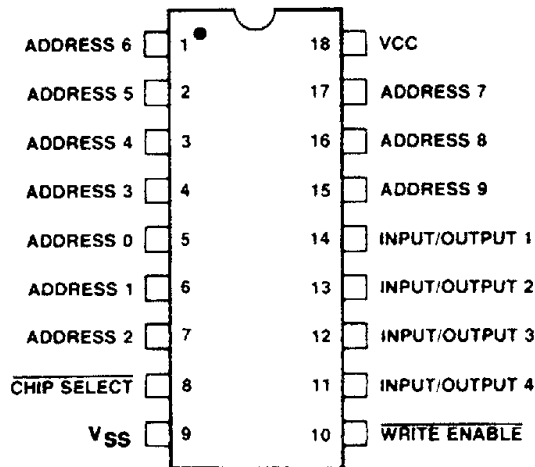 ADDRESS 6 1 18 VCC
ADDRESS 5 2 17 ADDRESS 7
ADDRESS 4 3 16 ADDRESS 8
ADDRESS 3 4 15 ADDRESS 9
ADDRESS 0 5 14 INPUT/OUTPUT 1
ADDRESS 1 6 13 INPUT/OUTPUT 2
ADDRESS 2 7 12 INPUT/OUTPUT 3
CHIP SELECT 8 11 INPUT/OUTPUT 4
VSS 9 10 WRITE ENABLE